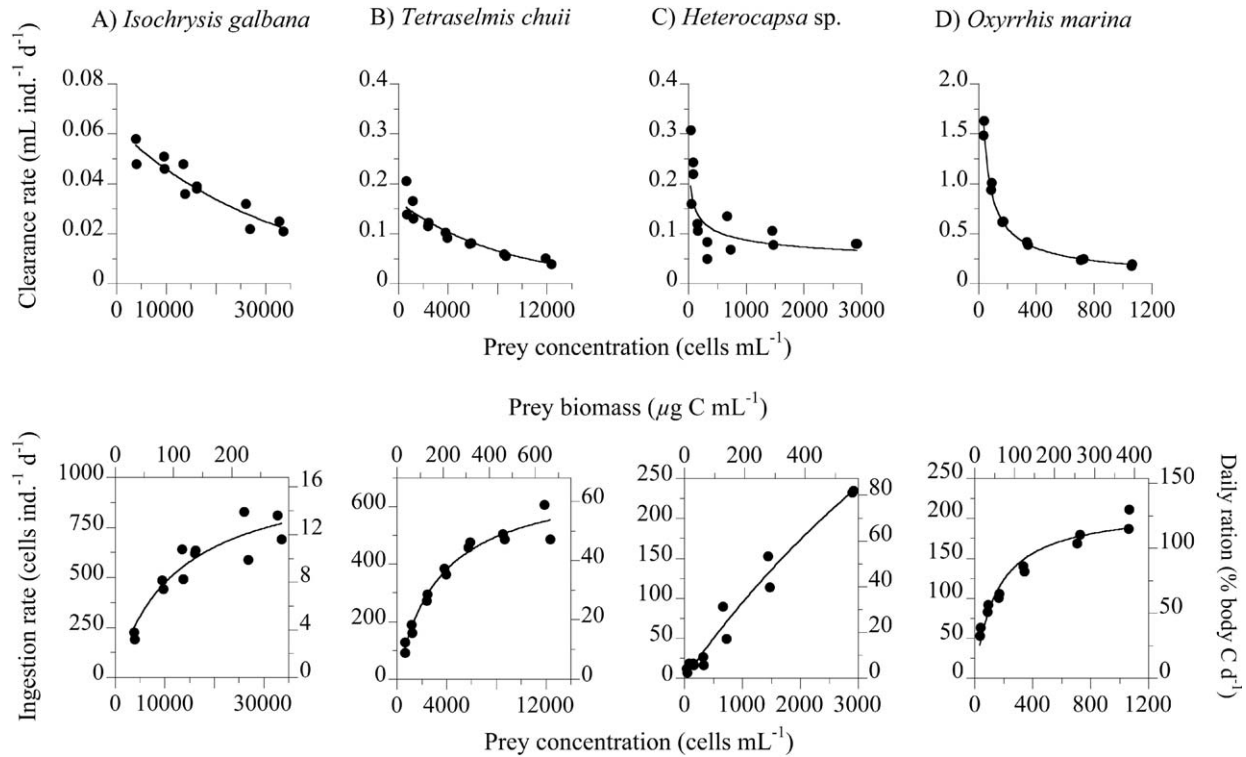 A) Isochrysis galbana B) Tetraselmis chuii C) Heterocapsa sp. D) Oxyrrhis marina
Clearance rate (mL ind.⁻¹ d⁻¹)
0.08 0.4 0.4 2.0
0.06 0.3 0.3 1.5
0.04 0.2 0.2 1.0
0.02 0.1 0.1 0.5
0 0 0 0
0 10000 30000 0 4000 8000 12000 0 1000 2000 3000 0 400 800 1200
Prey concentration (cells mL⁻¹)
Prey biomass (µg C mL⁻¹)
0 100 200 0 150 300 450 600 0 200 400 0 100 200 300 400
Ingestion rate (cells ind.⁻¹ d⁻¹)
1000 750 500 250 0
16 12 8 4 0
600 400 200 0
60 40 20 0
250 200 150 100 50 0
80 60 40 20 0
250 200 150 100 50 0
150 100 50 0
Daily ration (% body C d⁻¹)
0 10000 30000 0 4000 8000 12000 0 1000 2000 3000 0 400 800 1200
Prey concentration (cells mL⁻¹)